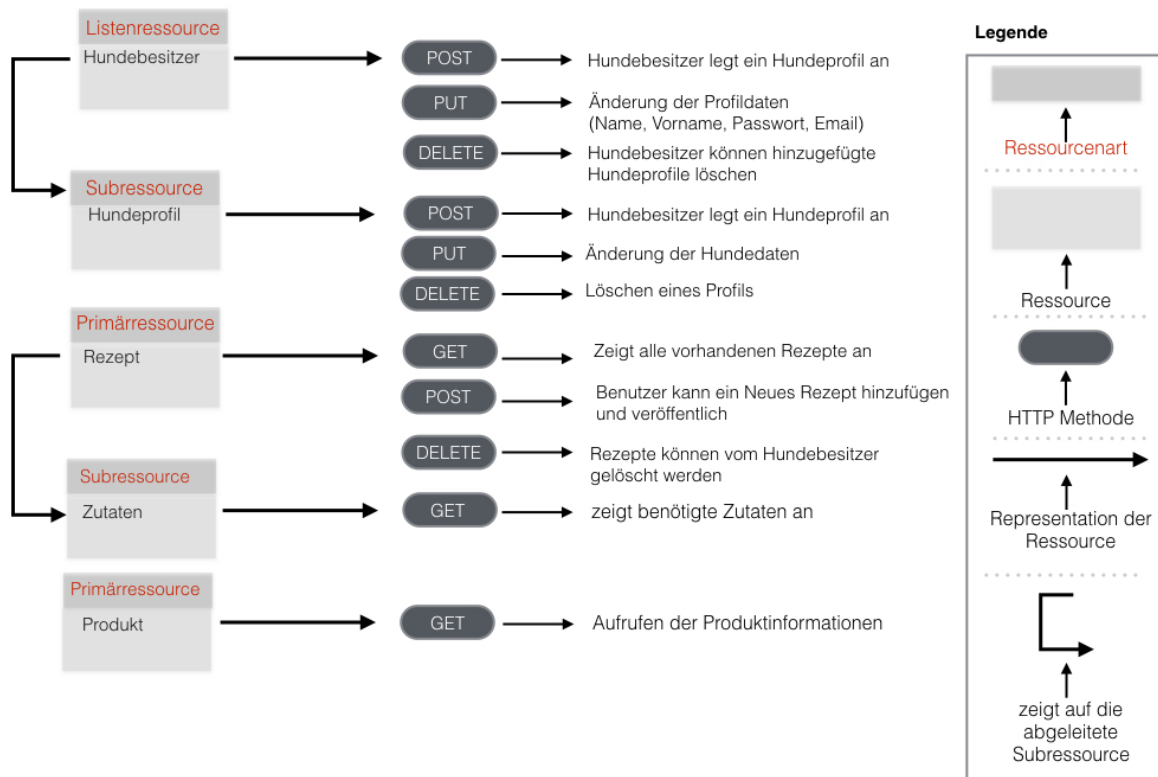 Listenressource
Hundebesitzer
POST
Hundebesitzer legt ein Hundeprofil an
PUT
Änderung der Profildaten
(Name, Vorname, Passwort, Email)
DELETE
Hundebesitzer können hinzugefügte
Hundeprofile löschen
Subressource
Hundeprofil
POST
Hundebesitzer legt ein Hundeprofil an
PUT
Änderung der Hundedaten
DELETE
Löschen eines Profils
Primärressource
Rezept
GET
Zeigt alle vorhandenen Rezepte an
POST
Benutzer kann ein Neues Rezept hinzufügen
und veröffentlich
DELETE
Rezepte können vom Hundebesitzer
gelöscht werden
Subressource
Zutaten
GET
zeigt benötigte Zutaten an
Primärressource
Produkt
GET
Aufrufen der Produktinformationen
Legende
Ressourcenart
Ressource
HTTP Methode
Representation der
Ressource
zeigt auf die
abgeleitete
Subressource